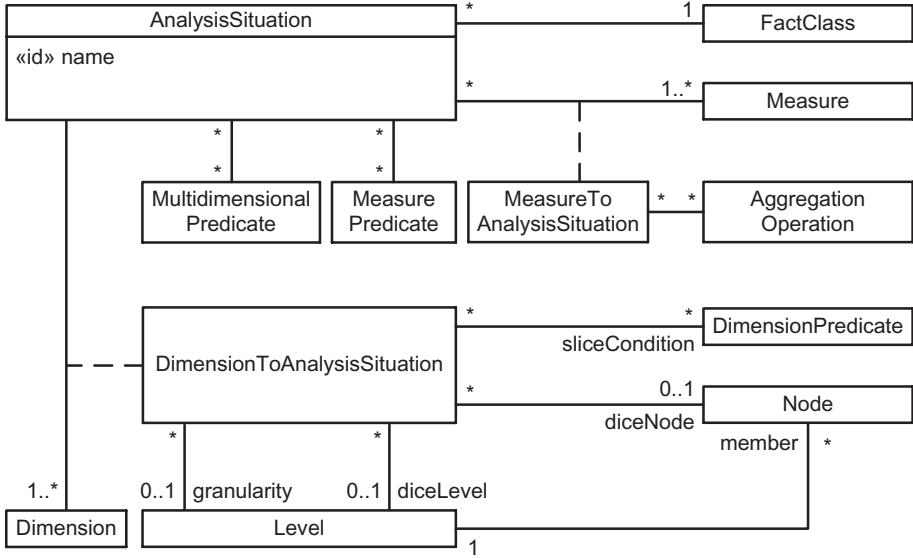 AnalysisSituation
* 1
FactClass
«id» name
* 1..*
Measure
* *
* *
Multidimensional
Predicate
Measure
Predicate
MeasureTo
AnalysisSituation
* *
Aggregation
Operation
DimensionToAnalysisSituation
* *
sliceCondition
DimensionPredicate
* 0..1
diceNode
Node
member *
* *
1..*
0..1 granularity
0..1 diceLevel
Dimension
Level
1